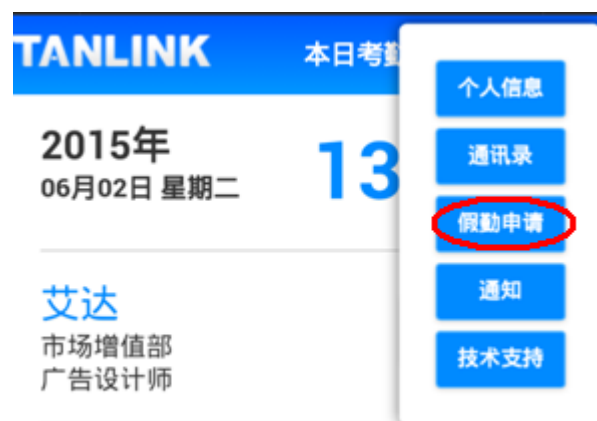 TANLINK
本日考勤
2015年
06月02日 星期二
13
艾达
市场增值部
广告设计师
个人信息
通讯录
假勤申请
通知
技术支持